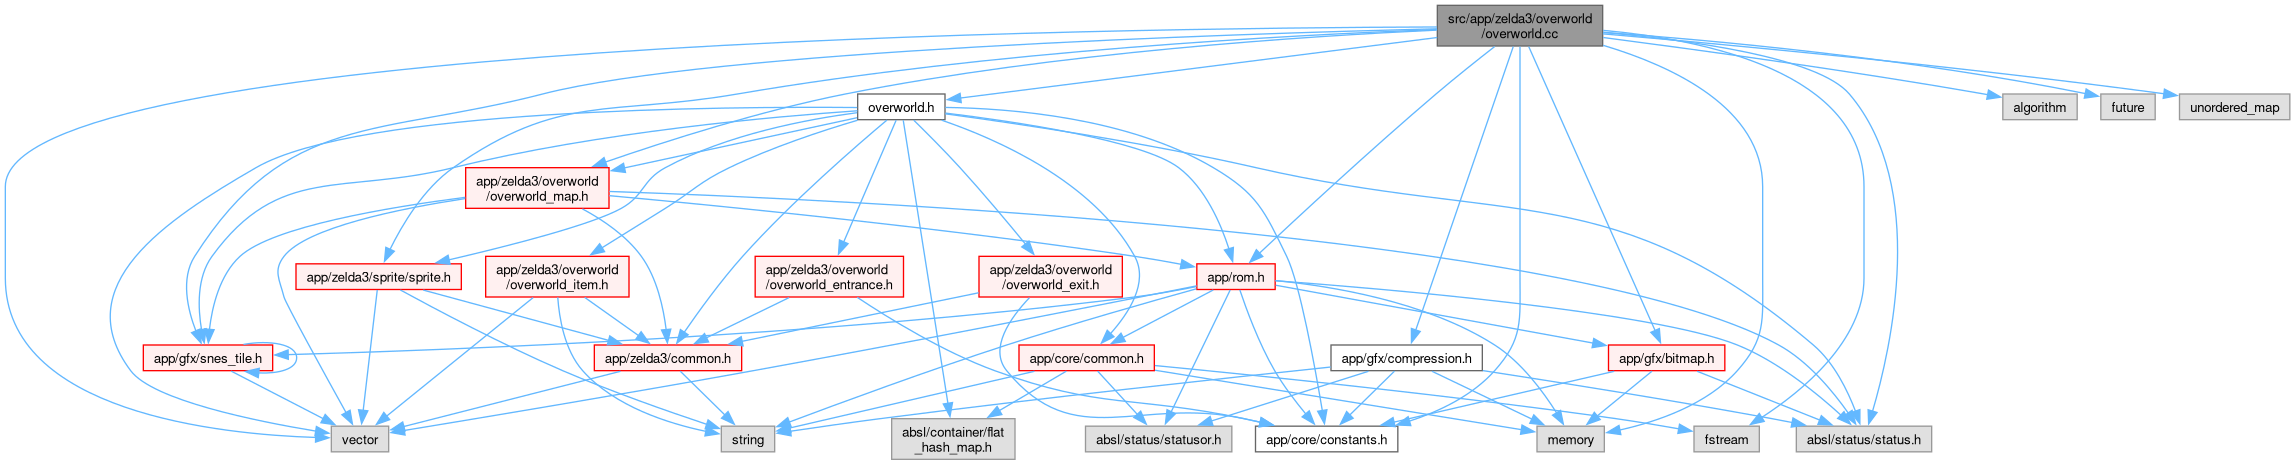 src/app/zelda3/overworld
/overworld.cc
overworld.h
algorithm
future
unordered_map
app/zelda3/overworld
/overworld_map.h
app/zelda3/sprite/sprite.h
app/zelda3/overworld
/overworld_item.h
app/zelda3/overworld
/overworld_entrance.h
app/zelda3/overworld
/overworld_exit.h
app/rom.h
app/gfx/snes_tile.h
app/zelda3/common.h
app/core/common.h
app/gfx/compression.h
app/gfx/bitmap.h
vector
string
absl/container/flat
_hash_map.h
absl/status/statusor.h
app/core/constants.h
memory
fstream
absl/status/status.h